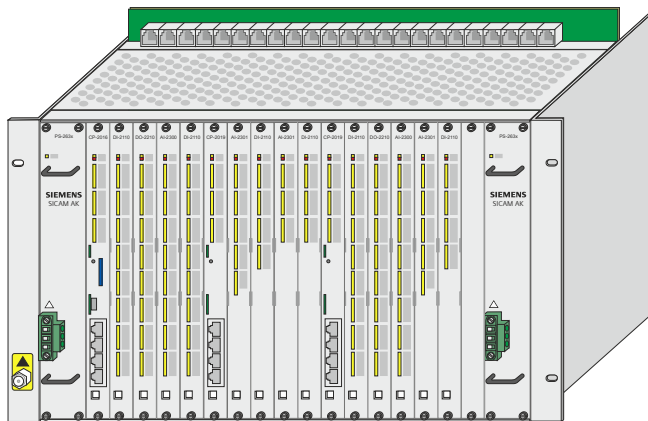 PS-263x CP-2016 DI-2110 DO-2210 AI-2300 DI-2110 CP-2019 AI-2301 DI-2110 AI-2301 DI-2110 CP-2019 DI-2110 DO-2210 AI-2300 AI-2301 DI-2110 PS-263x
SIEMENS SIEMENS
SICAM AK SICAM AK